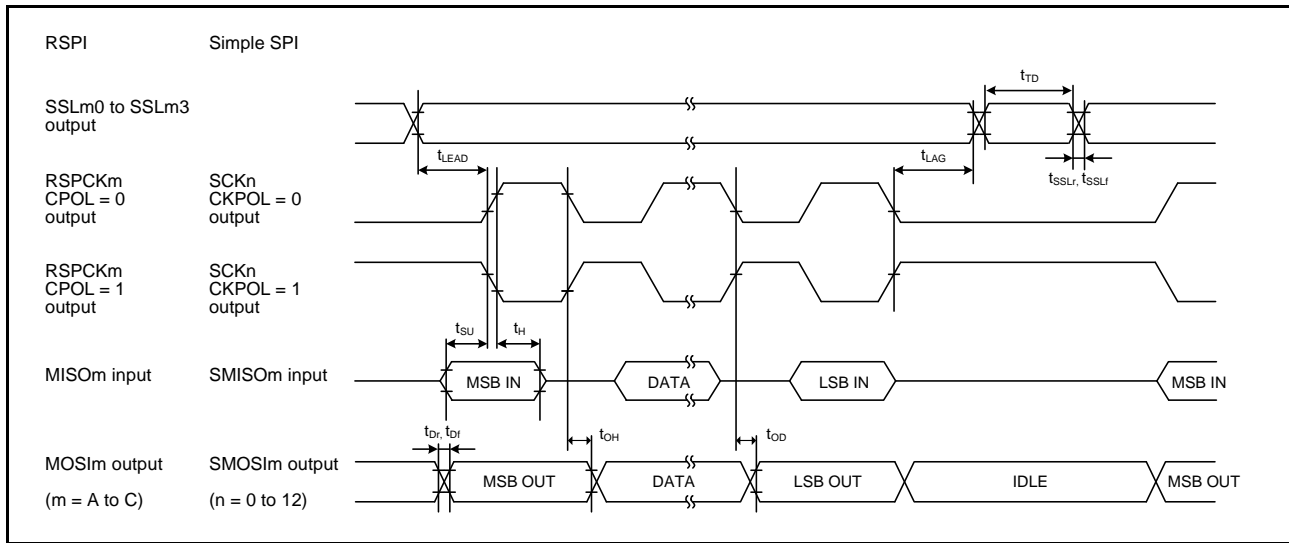 RSPI Simple SPI
SSLm0 to SSLm3
output
tTD
tLEAD
tLAG
tSSLr, tSSLf
RSPCKm SCKn
CPOL = 0 CKPOL = 0
output output
RSPCKm SCKn
CPOL = 1 CKPOL = 1
output output
tSU tH
MISOm input SMISOm input MSB IN DATA LSB IN MSB IN
tDr, tDf tOH tOD
MOSIm output SMOSIm output MSB OUT DATA LSB OUT IDLE MSB OUT
(m = A to C) (n = 0 to 12)